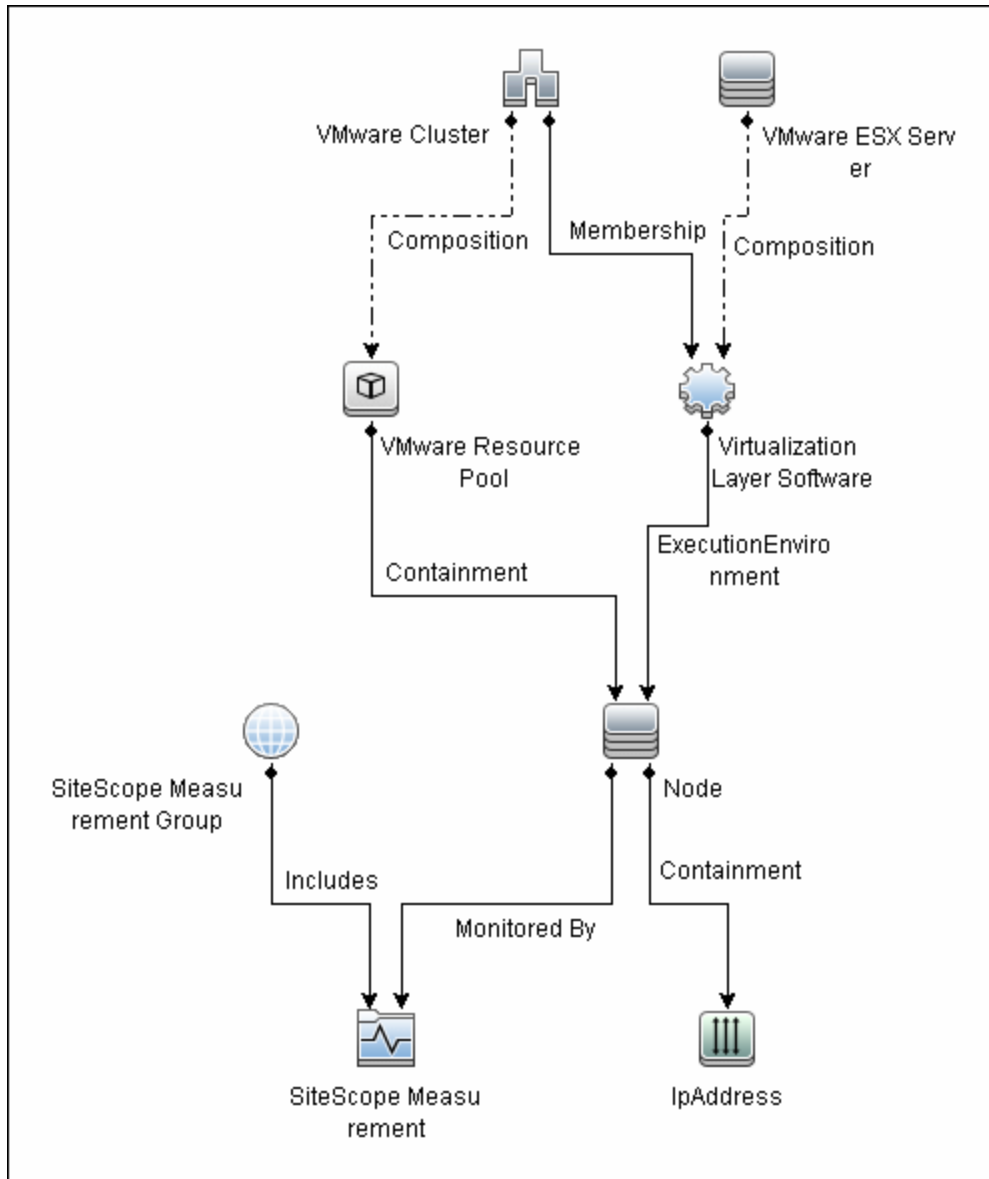 VMware Cluster
VMware ESX Serv
er
Composition
Membership
Composition
VMware Resource
Pool
Virtualization
Layer Software
Containment
ExecutionEnviro
nment
SiteScope Measu
rement Group
Node
Includes
Containment
Monitored By
SiteScope Measu
rement
IpAddress